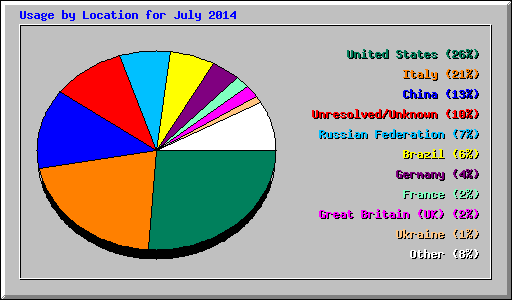 Usage by Location for July 2014
United States (26%)
Italy (21%)
China (13%)
Unresolved/Unknown (10%)
Russian Federation (7%)
Brazil (6%)
Germany (4%)
France (2%)
Great Britain (UK) (2%)
Ukraine (1%)
Other (8%)